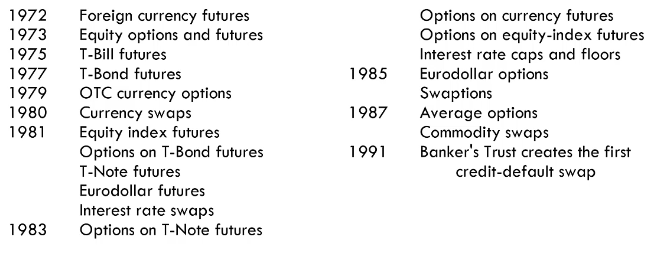 1972 Foreign currency futures
1973 Equity options and futures
1975 T-Bill futures
1977 T-Bond futures
1979 OTC currency options
1980 Currency swaps
1981 Equity index futures
Options on T-Bond futures
T-Note futures
Eurodollar futures
Interest rate swaps
1983 Options on T-Note futures
Options on currency futures
Options on equity-index futures
Interest rate caps and floors
1985 Eurodollar options
Swaptions
1987 Average options
Commodity swaps
1991 Banker's Trust creates the first
credit-default swap